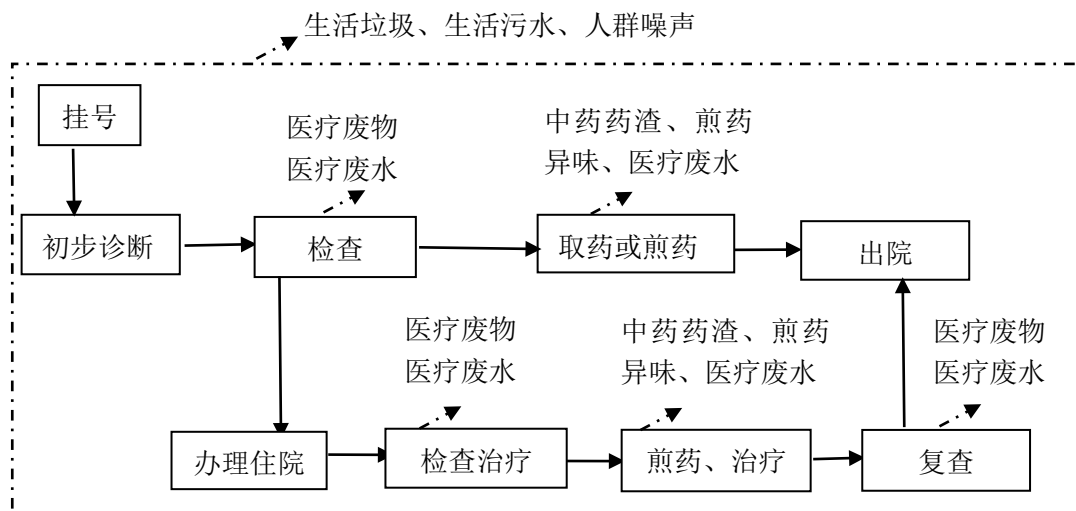 生活垃圾、生活污水、人群噪声
挂号
医疗废物
医疗废水
中药药渣、煎药
异味、医疗废水
初步诊断
检查
取药或煎药
出院
医疗废物
医疗废水
中药药渣、煎药
异味、医疗废水
医疗废物
医疗废水
办理住院
检查治疗
煎药、治疗
复查